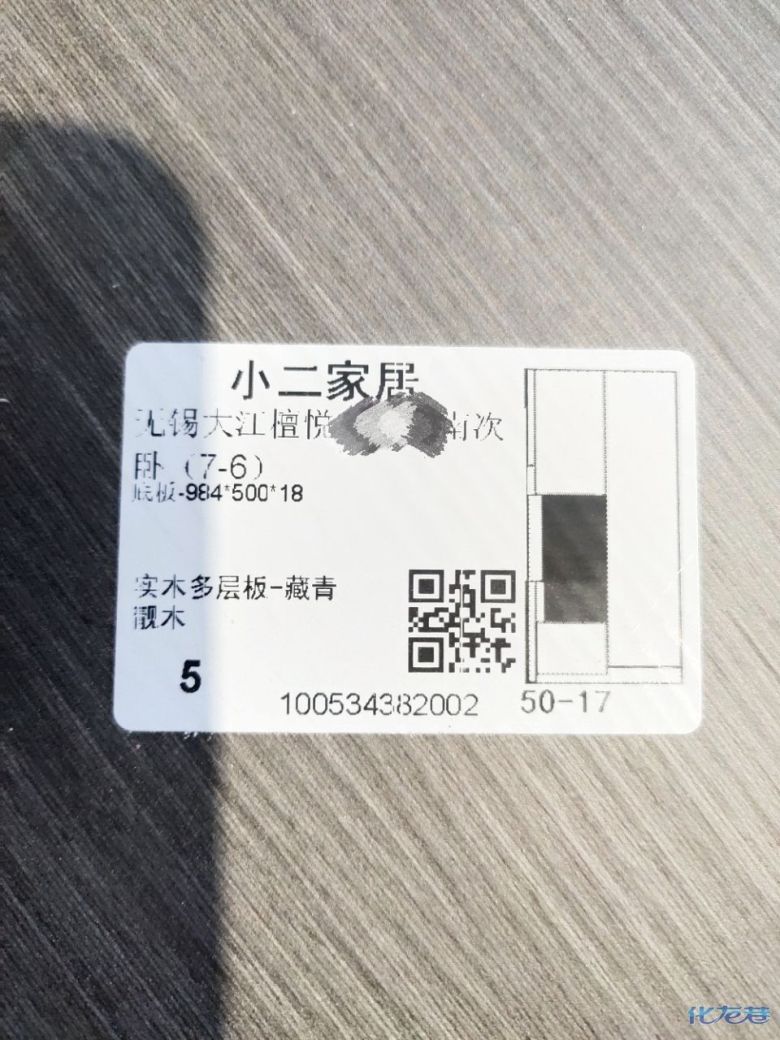 小二家居
无锡大江檀悦 南次
卧（7-6）
底板-984*500*18
实木多层板-藏青
靓木
5
100534382002
50-17
化龙巷